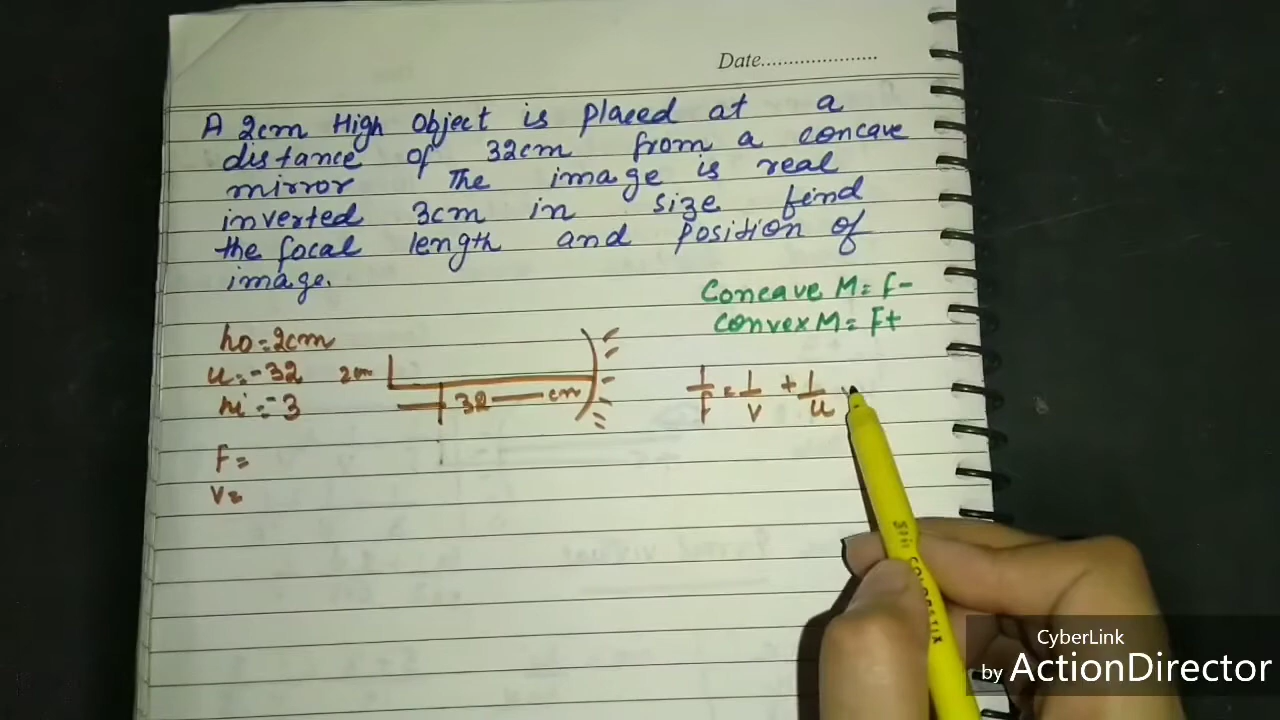 Date....................
A 2cm High Object is placed at a
distance of 32cm from a concave
mirror The image is real
inverted 3cm in size find
the focal length and position of
image.
Concave M = F-
Convex M = F+
ho = 2cm
u = -32
hi = -3
2cm
32 cm
1/F = 1/v + 1/u
F =
v =
CyberLink
by ActionDirector